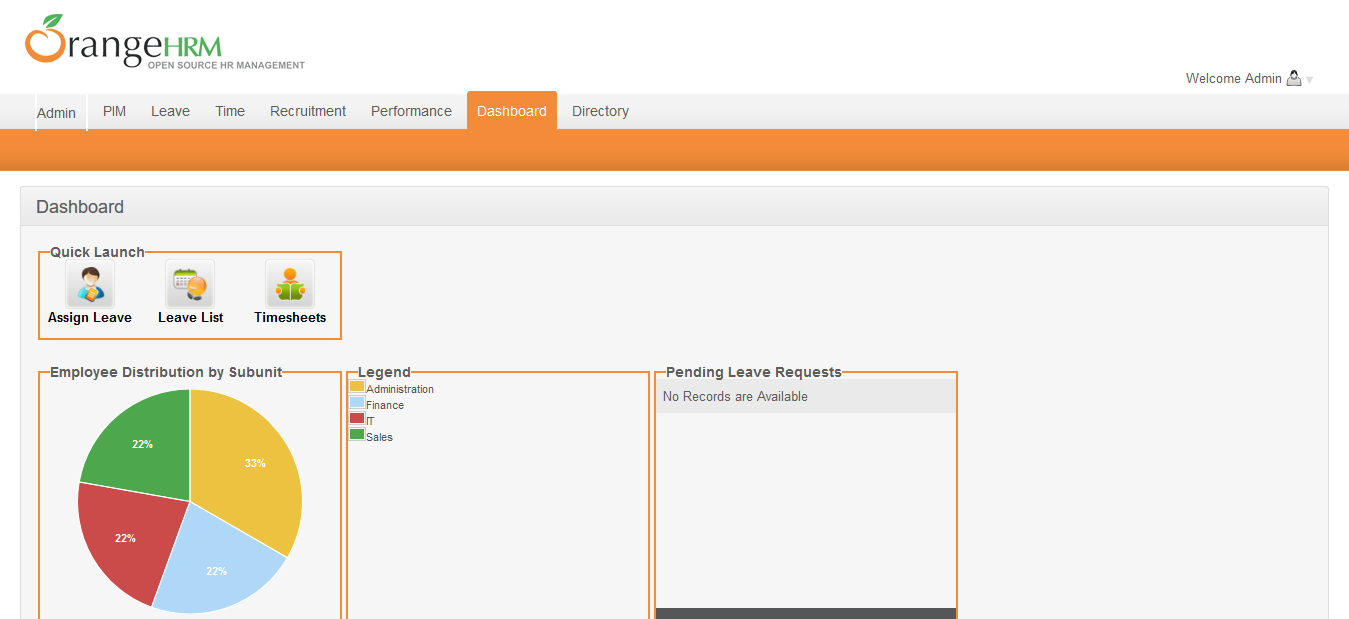 OrangeHRM
OPEN SOURCE HR MANAGEMENT
Welcome Admin
Admin PIM Leave Time Recruitment Performance Dashboard Directory
Dashboard
Quick Launch
Assign Leave Leave List Timesheets
Employee Distribution by Subunit
22%
33%
22%
22%
Legend
Administration
Finance
IT
Sales
Pending Leave Requests
No Records are Available